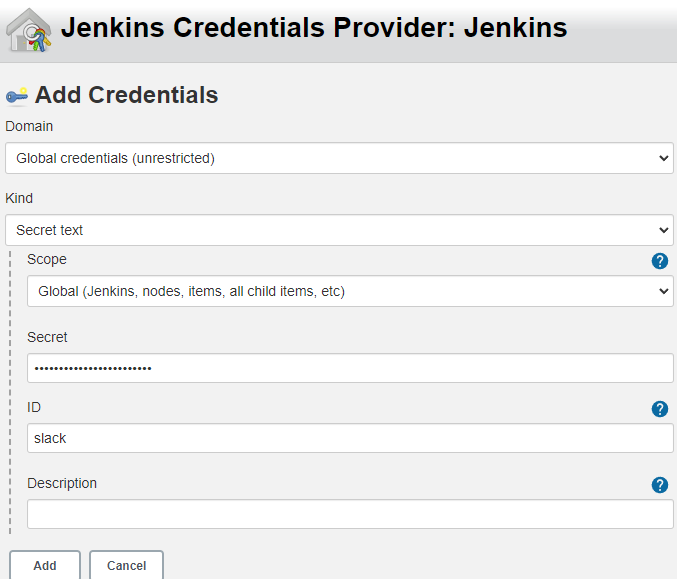 Jenkins Credentials Provider: Jenkins
Add Credentials
Domain
Global credentials (unrestricted)
Kind
Secret text
Scope
?
Global (Jenkins, nodes, items, all child items, etc)
Secret
••••••••••••••••••••••••
ID
?
slack
Description
?
Add Cancel